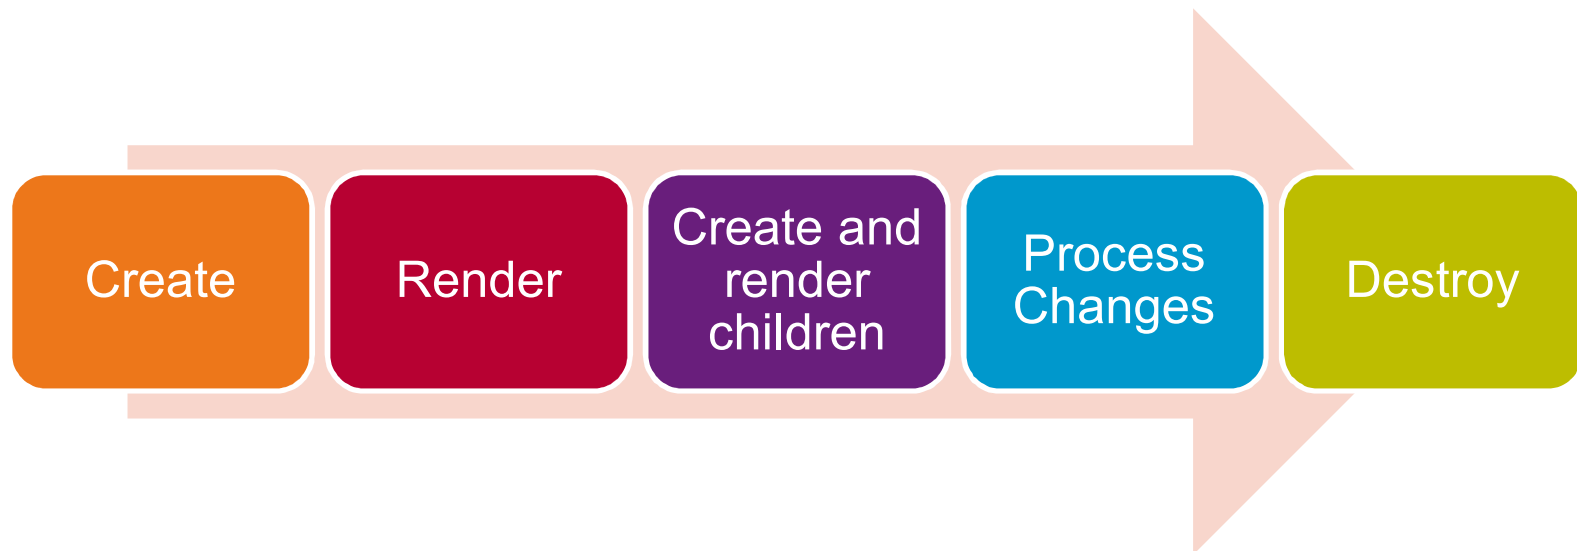 Create
Render
Create and
render
children
Process
Changes
Destroy